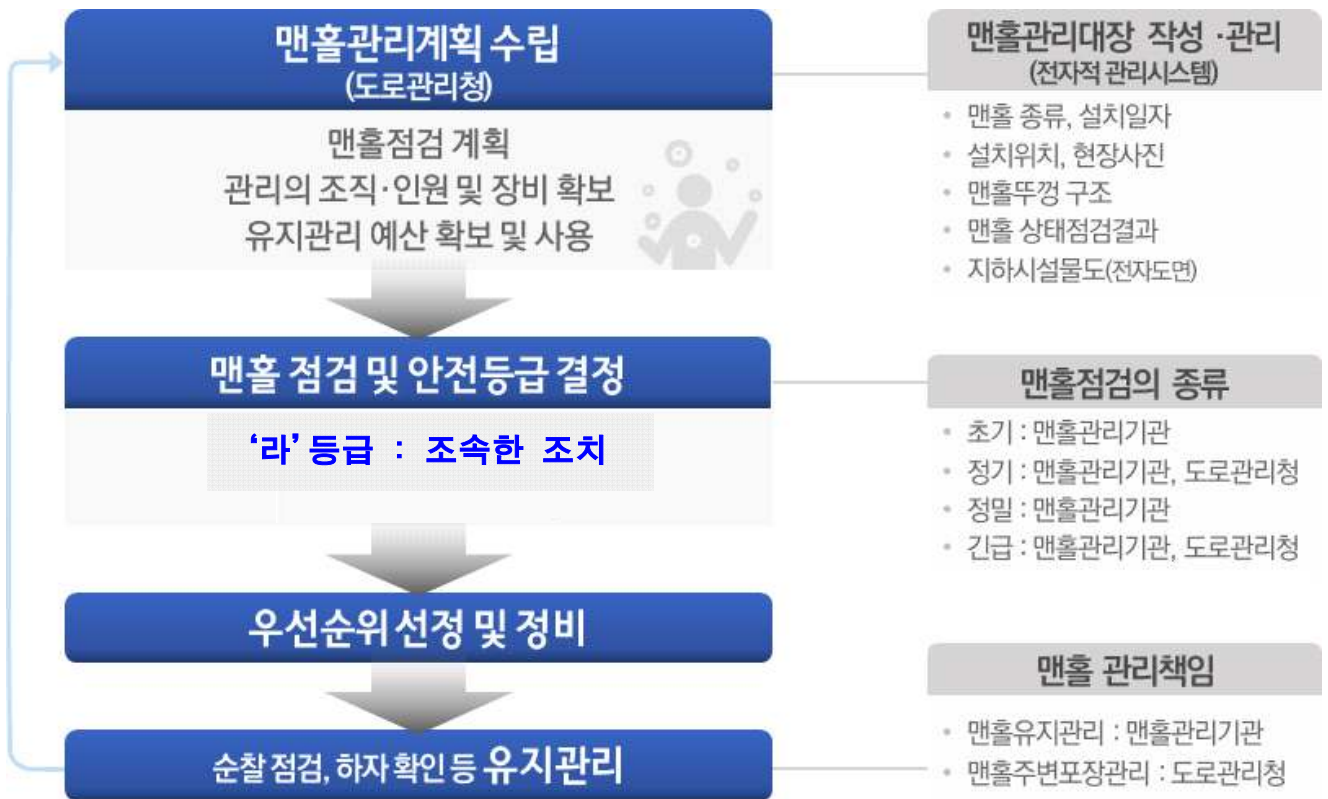 맨홀관리계획 수립
(도로관리청)
맨홀점검 계획
관리의 조직·인원 및 장비 확보
유지관리 예산 확보 및 사용
맨홀관리대장 작성·관리
(전자적 관리시스템)
• 맨홀 종류, 설치일자
• 설치위치, 현장사진
• 맨홀뚜껑 구조
• 맨홀 상태점검결과
• 지하시설물도(전자도면)
맨홀 점검 및 안전등급 결정
‘라’등급 : 조속한 조치
맨홀점검의 종류
• 초기 : 맨홀관리기관
• 정기 : 맨홀관리기관, 도로관리청
• 정밀 : 맨홀관리기관
• 긴급 : 맨홀관리기관, 도로관리청
우선순위 선정 및 정비
순찰 점검, 하자 확인 등 유지관리
맨홀 관리책임
• 맨홀유지관리 : 맨홀관리기관
• 맨홀주변포장관리 : 도로관리청